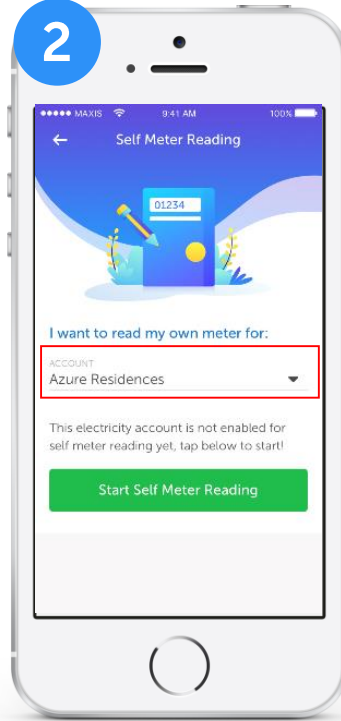 2
MAXIS 9:41 AM 100%
Self Meter Reading
01234
I want to read my own meter for:
ACCOUNT
Azure Residences
This electricity account is not enabled for
self meter reading yet, tap below to start!
Start Self Meter Reading